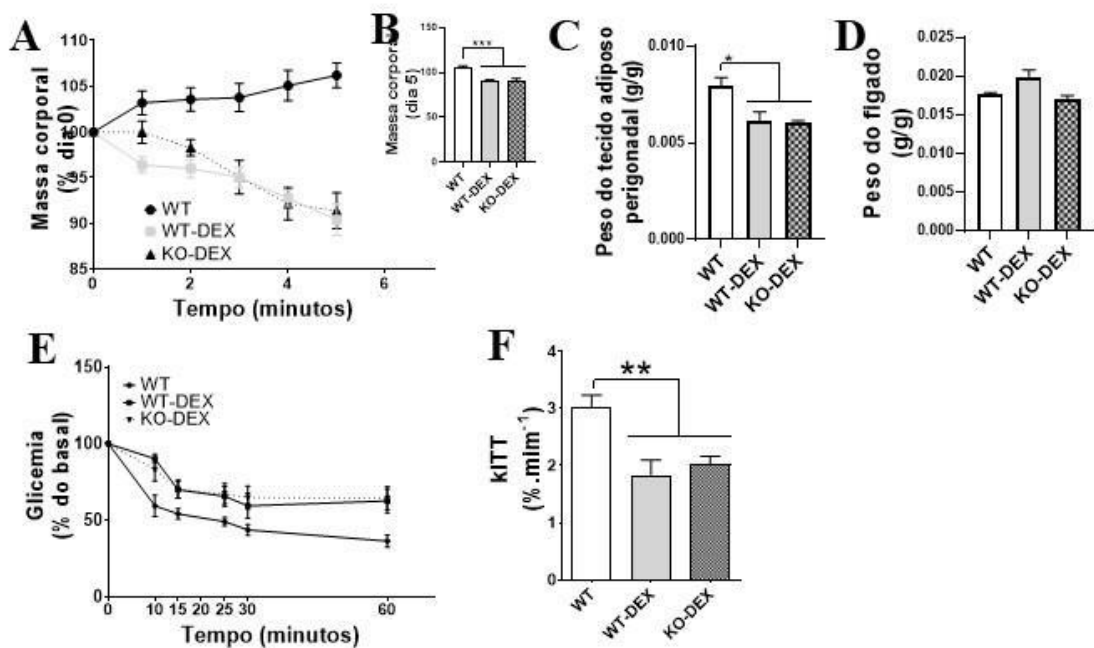 A
Massa corporal
(% dia 0)
110
105
100
95
90
85
WT
WT-DEX
KO-DEX
0
2
4
6
Tempo (minutos)
B
Massa corporal
(dia 5)
150
100
50
0
***
WT
WT-DEX
KO-DEX
C
Peso do tecido adiposo
perigonadal (g/g)
0.010
0.005
0.000
*
WT
WT-DEX
KO-DEX
D
Peso do figado
(g/g)
0.025
0.020
0.015
0.010
0.005
0.000
WT
WT-DEX
KO-DEX
E
Glicemia
(% do basal)
150
100
50
0
WT
WT-DEX
KO-DEX
0
10
15
20
25
30
60
Tempo (minutos)
F
kITT
(%.mIm⁻¹)
4
3
2
1
0
**
WT
WT-DEX
KO-DEX